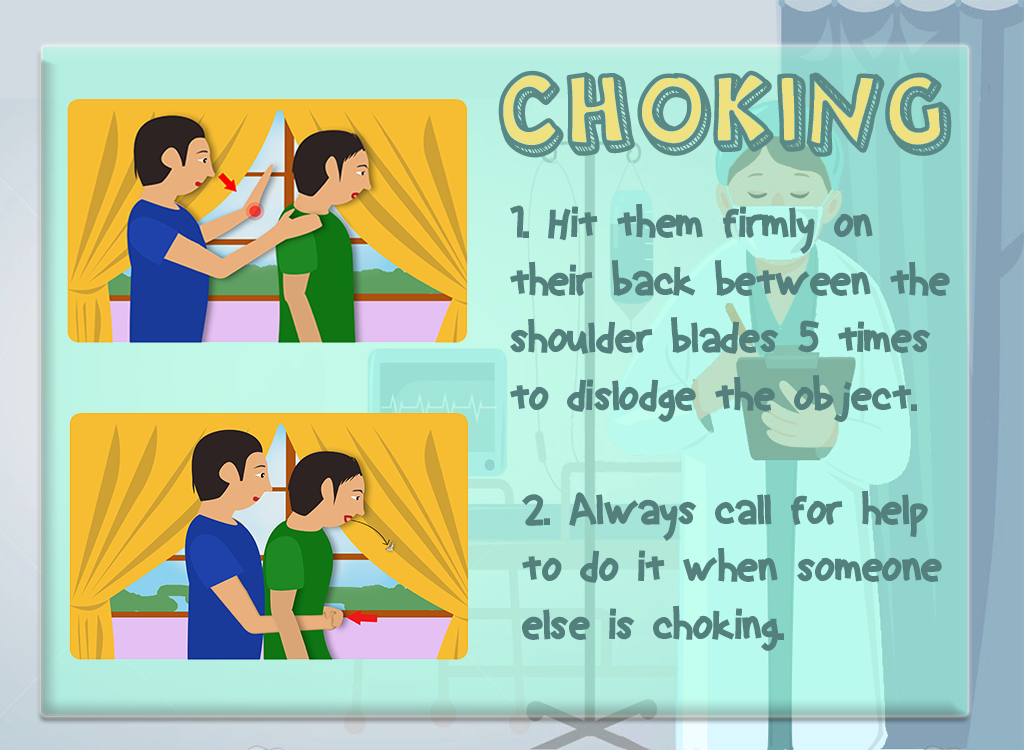 CHOKING
1. Hit them firmly on
their back between the
shoulder blades 5 times
to dislodge the object.
2. Always call for help
to do it when someone
else is choking.